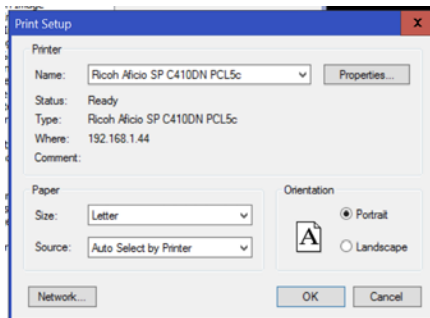 Print Setup
X
Printer
Name: Ricoh Aficio SP C410DN PCL5c Properties...
Status: Ready
Type: Ricoh Aficio SP C410DN PCL5c
Where: 192.168.1.44
Comment:
Paper
Size: Letter
Source: Auto Select by Printer
Orientation
A
Portrait
Landscape
Network... OK Cancel